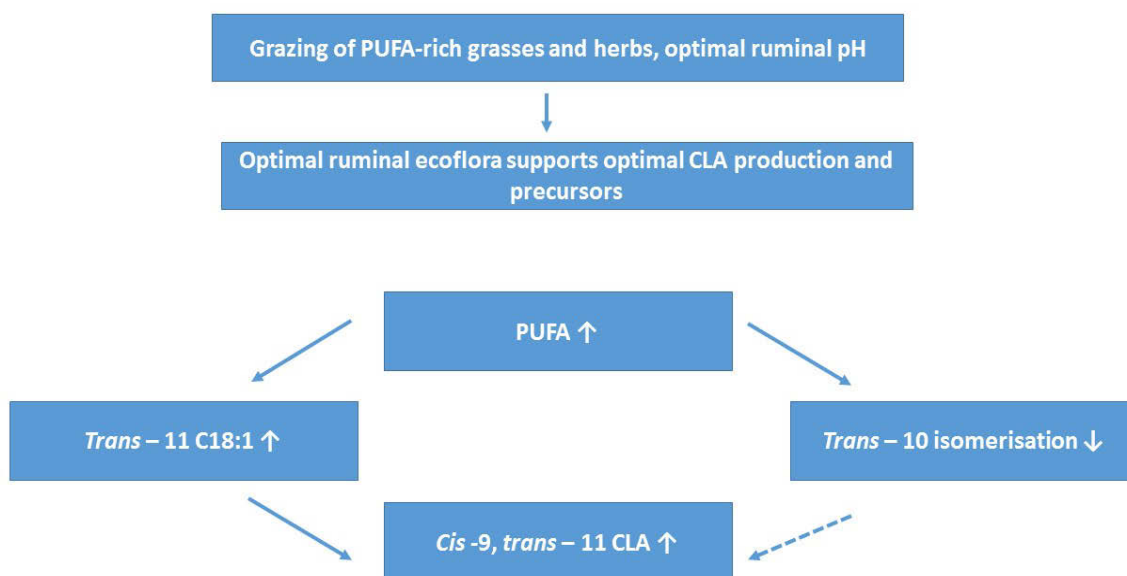 Grazing of PUFA-rich grasses and herbs, optimal ruminal pH
Optimal ruminal ecoflora supports optimal CLA production and
precursors
PUFA ↑
Trans – 11 C18:1 ↑
Trans – 10 isomerisation ↓
Cis -9, trans – 11 CLA ↑